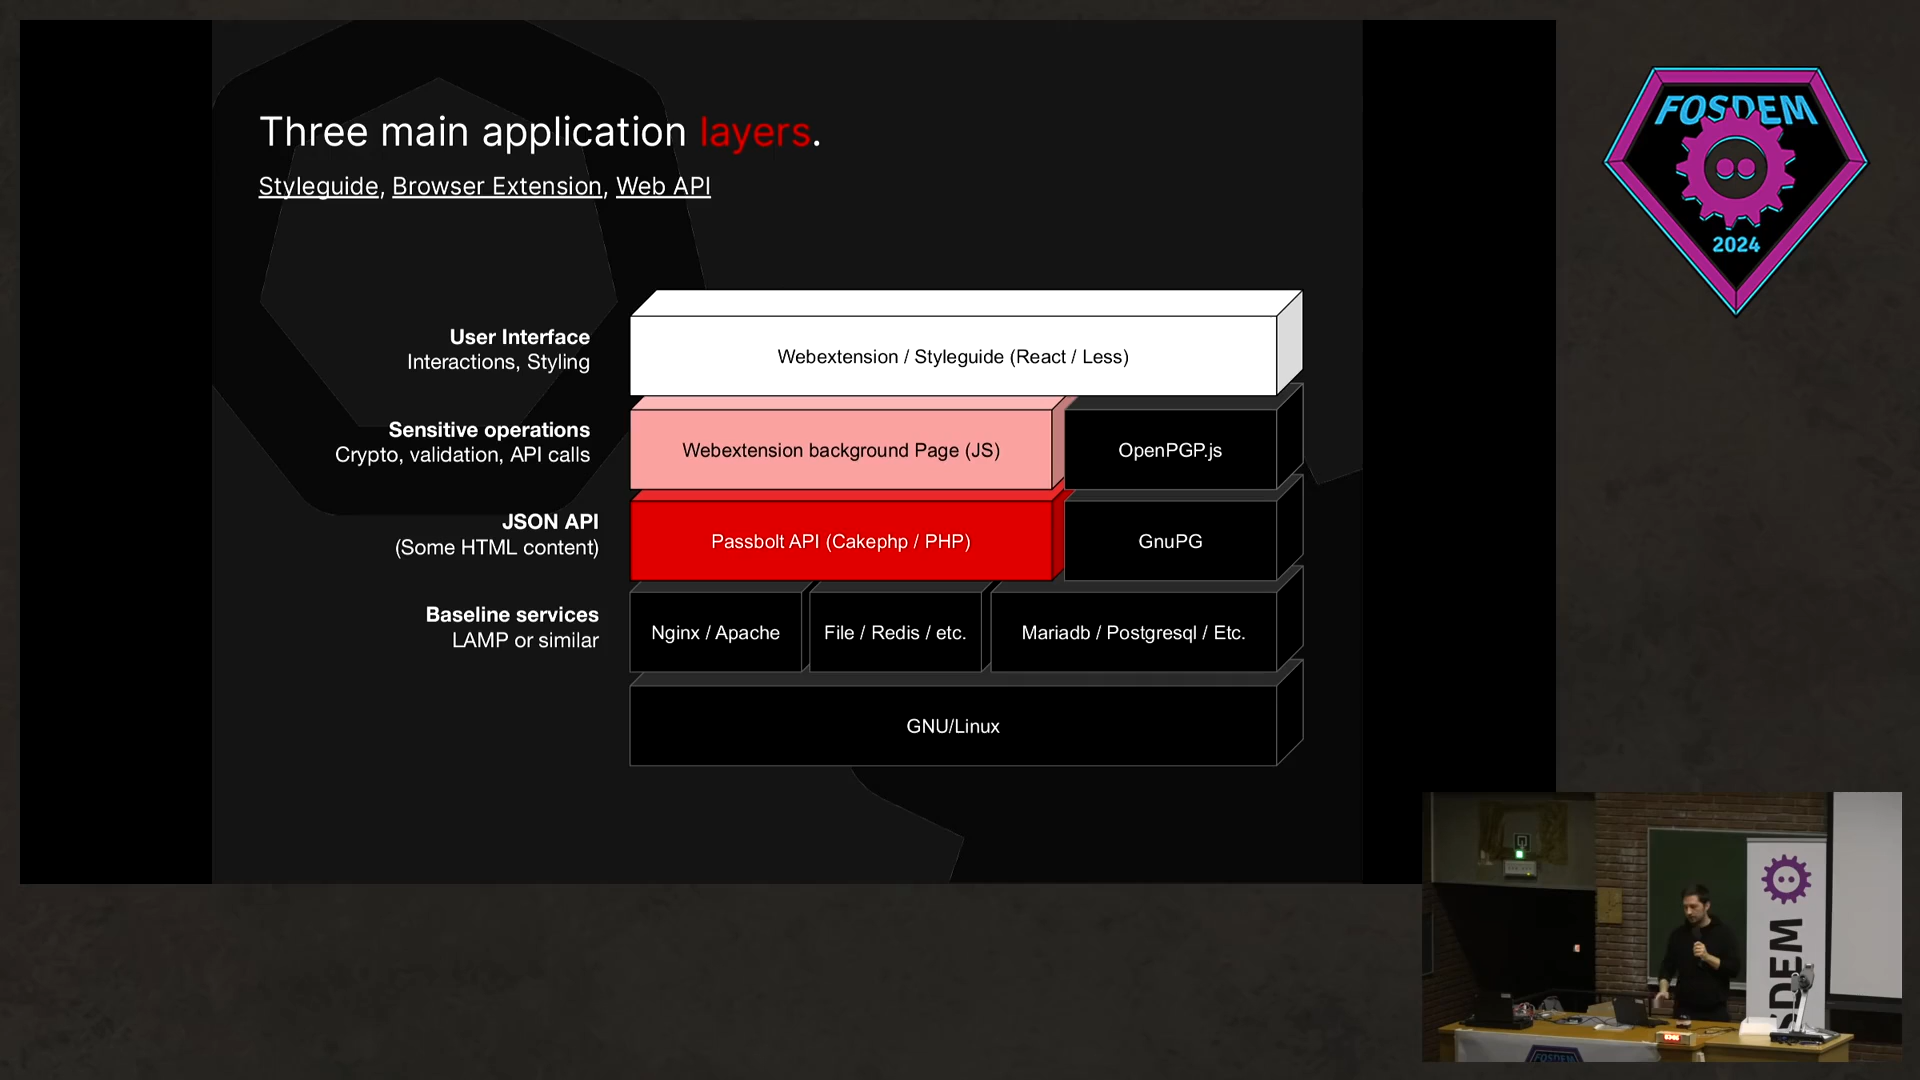 Three main application layers.
Styleguide, Browser Extension, Web API
User Interface
Interactions, Styling
Webextension / Styleguide (React / Less)
Sensitive operations
Crypto, validation, API calls
Webextension background Page (JS)
OpenPGP.js
JSON API
(Some HTML content)
Passbolt API (Cakephp / PHP)
GnuPG
Baseline services
LAMP or similar
Nginx / Apache
File / Redis / etc.
Mariadb / Postgresql / Etc.
GNU/Linux
FOSDEM
2024
SDEM
FOSDEM